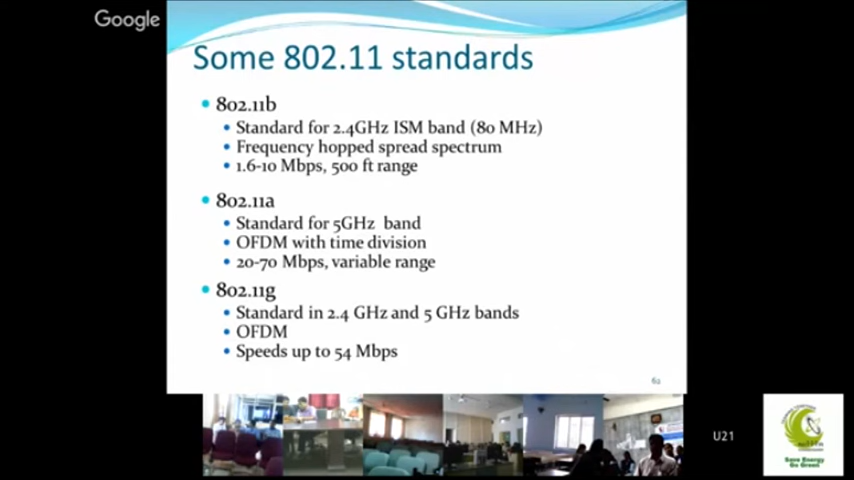 Google
Some 802.11 standards
802.11b
Standard for 2.4GHz ISM band (80 MHz)
Frequency hopped spread spectrum
1.6-10 Mbps, 500 ft range
802.11a
Standard for 5GHz band
OFDM with time division
20-70 Mbps, variable range
802.11g
Standard in 2.4 GHz and 5 GHz bands
OFDM
Speeds up to 54 Mbps
U21
Save Energy
Go Green